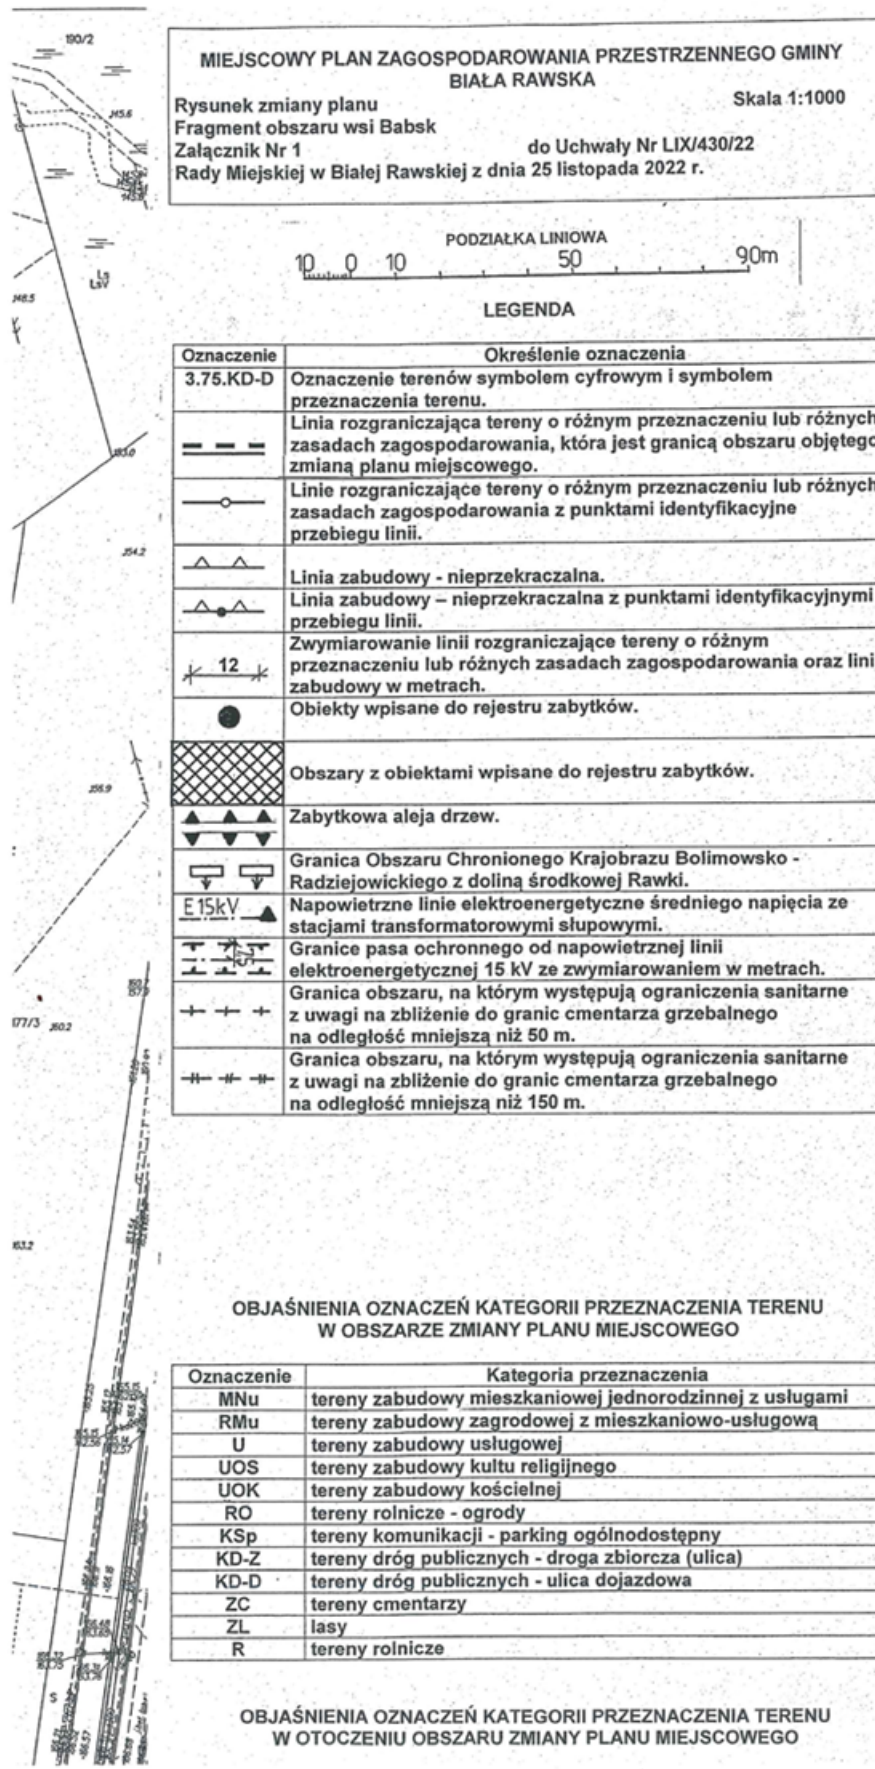 190/2
MIEJSCOWY PLAN ZAGOSPODAROWANIA PRZESTRZENNEGO GMINY
BIAŁA RAWSKA
Rysunek zmiany planu Skala 1:1000
Fragment obszaru wsi Babsk
Załącznik Nr 1 do Uchwały Nr LIX/430/22
Rady Miejskiej w Białej Rawskiej z dnia 25 listopada 2022 r.
PODZIAŁKA LINIOWA
10 0 10 50 90m
LEGENDA
Oznaczenie Określenie oznaczenia
3.75.KD-D Oznaczenie terenów symbolem cyfrowym i symbolem
przeznaczenia terenu.
Linia rozgraniczająca tereny o różnym przeznaczeniu lub różnych
zasadach zagospodarowania, która jest granicą obszaru objętego
zmianą planu miejscowego.
Linie rozgraniczające tereny o różnym przeznaczeniu lub różnych
zasadach zagospodarowania z punktami identyfikacyjne
przebiegu linii.
Linia zabudowy - nieprzekraczalna.
Linia zabudowy – nieprzekraczalna z punktami identyfikacyjnymi
przebiegu linii.
Zwymiarowanie linii rozgraniczające tereny o różnym
12 przeznaczeniu lub różnych zasadach zagospodarowania oraz lini
zabudowy w metrach.
Obiekty wpisane do rejestru zabytków.
Obszary z obiektami wpisane do rejestru zabytków.
Zabytkowa aleja drzew.
Granica Obszaru Chronionego Krajobrazu Bolimowsko -
Radziejowickiego z doliną środkowej Rawki.
E 15kV Napowietrzne linie elektroenergetyczne średniego napięcia ze
stacjami transformatorowymi słupowymi.
Granice pasa ochronnego od napowietrznej linii
elektroenergetycznej 15 kV ze zwymiarowaniem w metrach.
Granica obszaru, na którym występują ograniczenia sanitarne
z uwagi na zbliżenie do granic cmentarza grzebalnego
na odległość mniejszą niż 50 m.
Granica obszaru, na którym występują ograniczenia sanitarne
z uwagi na zbliżenie do granic cmentarza grzebalnego
na odległość mniejszą niż 150 m.
177/3
OBJAŚNIENIA OZNACZEŃ KATEGORII PRZEZNACZENIA TERENU
W OBSZARZE ZMIANY PLANU MIEJSCOWEGO
Oznaczenie Kategoria przeznaczenia
MNu tereny zabudowy mieszkaniowej jednorodzinnej z usługami
RMu tereny zabudowy zagrodowej z mieszkaniowo-usługową
U tereny zabudowy usługowej
UOS tereny zabudowy kultu religijnego
UOK tereny zabudowy kościelnej
RO tereny rolnicze - ogrody
KSp tereny komunikacji - parking ogólnodostępny
KD-Z tereny dróg publicznych - droga zbiorcza (ulica)
KD-D tereny dróg publicznych - ulica dojazdowa
ZC tereny cmentarzy
ZL lasy
R tereny rolnicze
OBJAŚNIENIA OZNACZEŃ KATEGORII PRZEZNACZENIA TERENU
W OTOCZENIU OBSZARU ZMIANY PLANU MIEJSCOWEGO